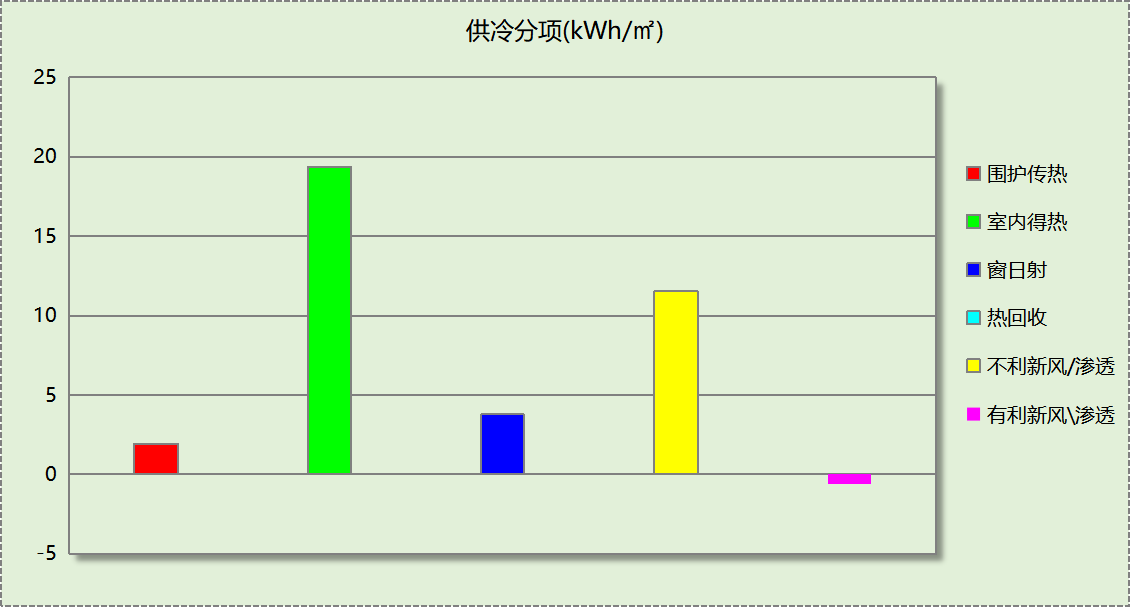 供冷分项(kWh/㎡)
25
20
15
10
5
0
-5
围护传热
室内得热
窗日射
热回收
不利新风/渗透
有利新风\渗透